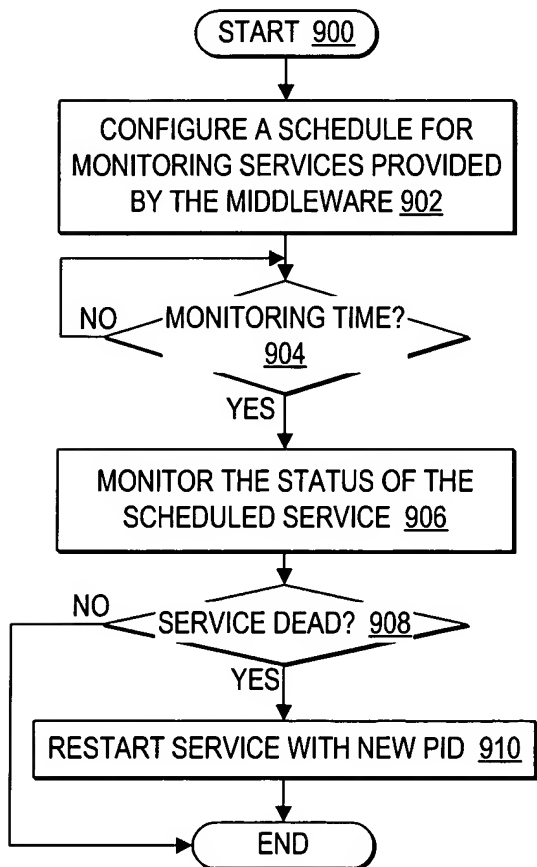 START 900
CONFIGURE A SCHEDULE FOR
MONITORING SERVICES PROVIDED
BY THE MIDDLEWARE 902
NO
MONITORING TIME?
904
YES
MONITOR THE STATUS OF THE
SCHEDULED SERVICE 906
NO
SERVICE DEAD? 908
YES
RESTART SERVICE WITH NEW PID 910
END